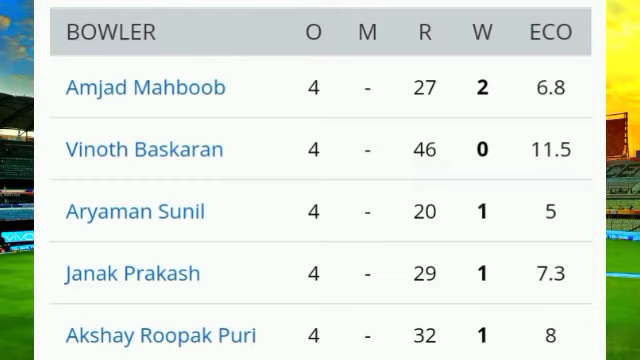 BOWLER O M R W ECO
Amjad Mahboob 4 - 27 2 6.8
Vinoth Baskaran 4 - 46 0 11.5
Aryaman Sunil 4 - 20 1 5
Janak Prakash 4 - 29 1 7.3
Akshay Roopak Puri 4 - 32 1 8
vivo